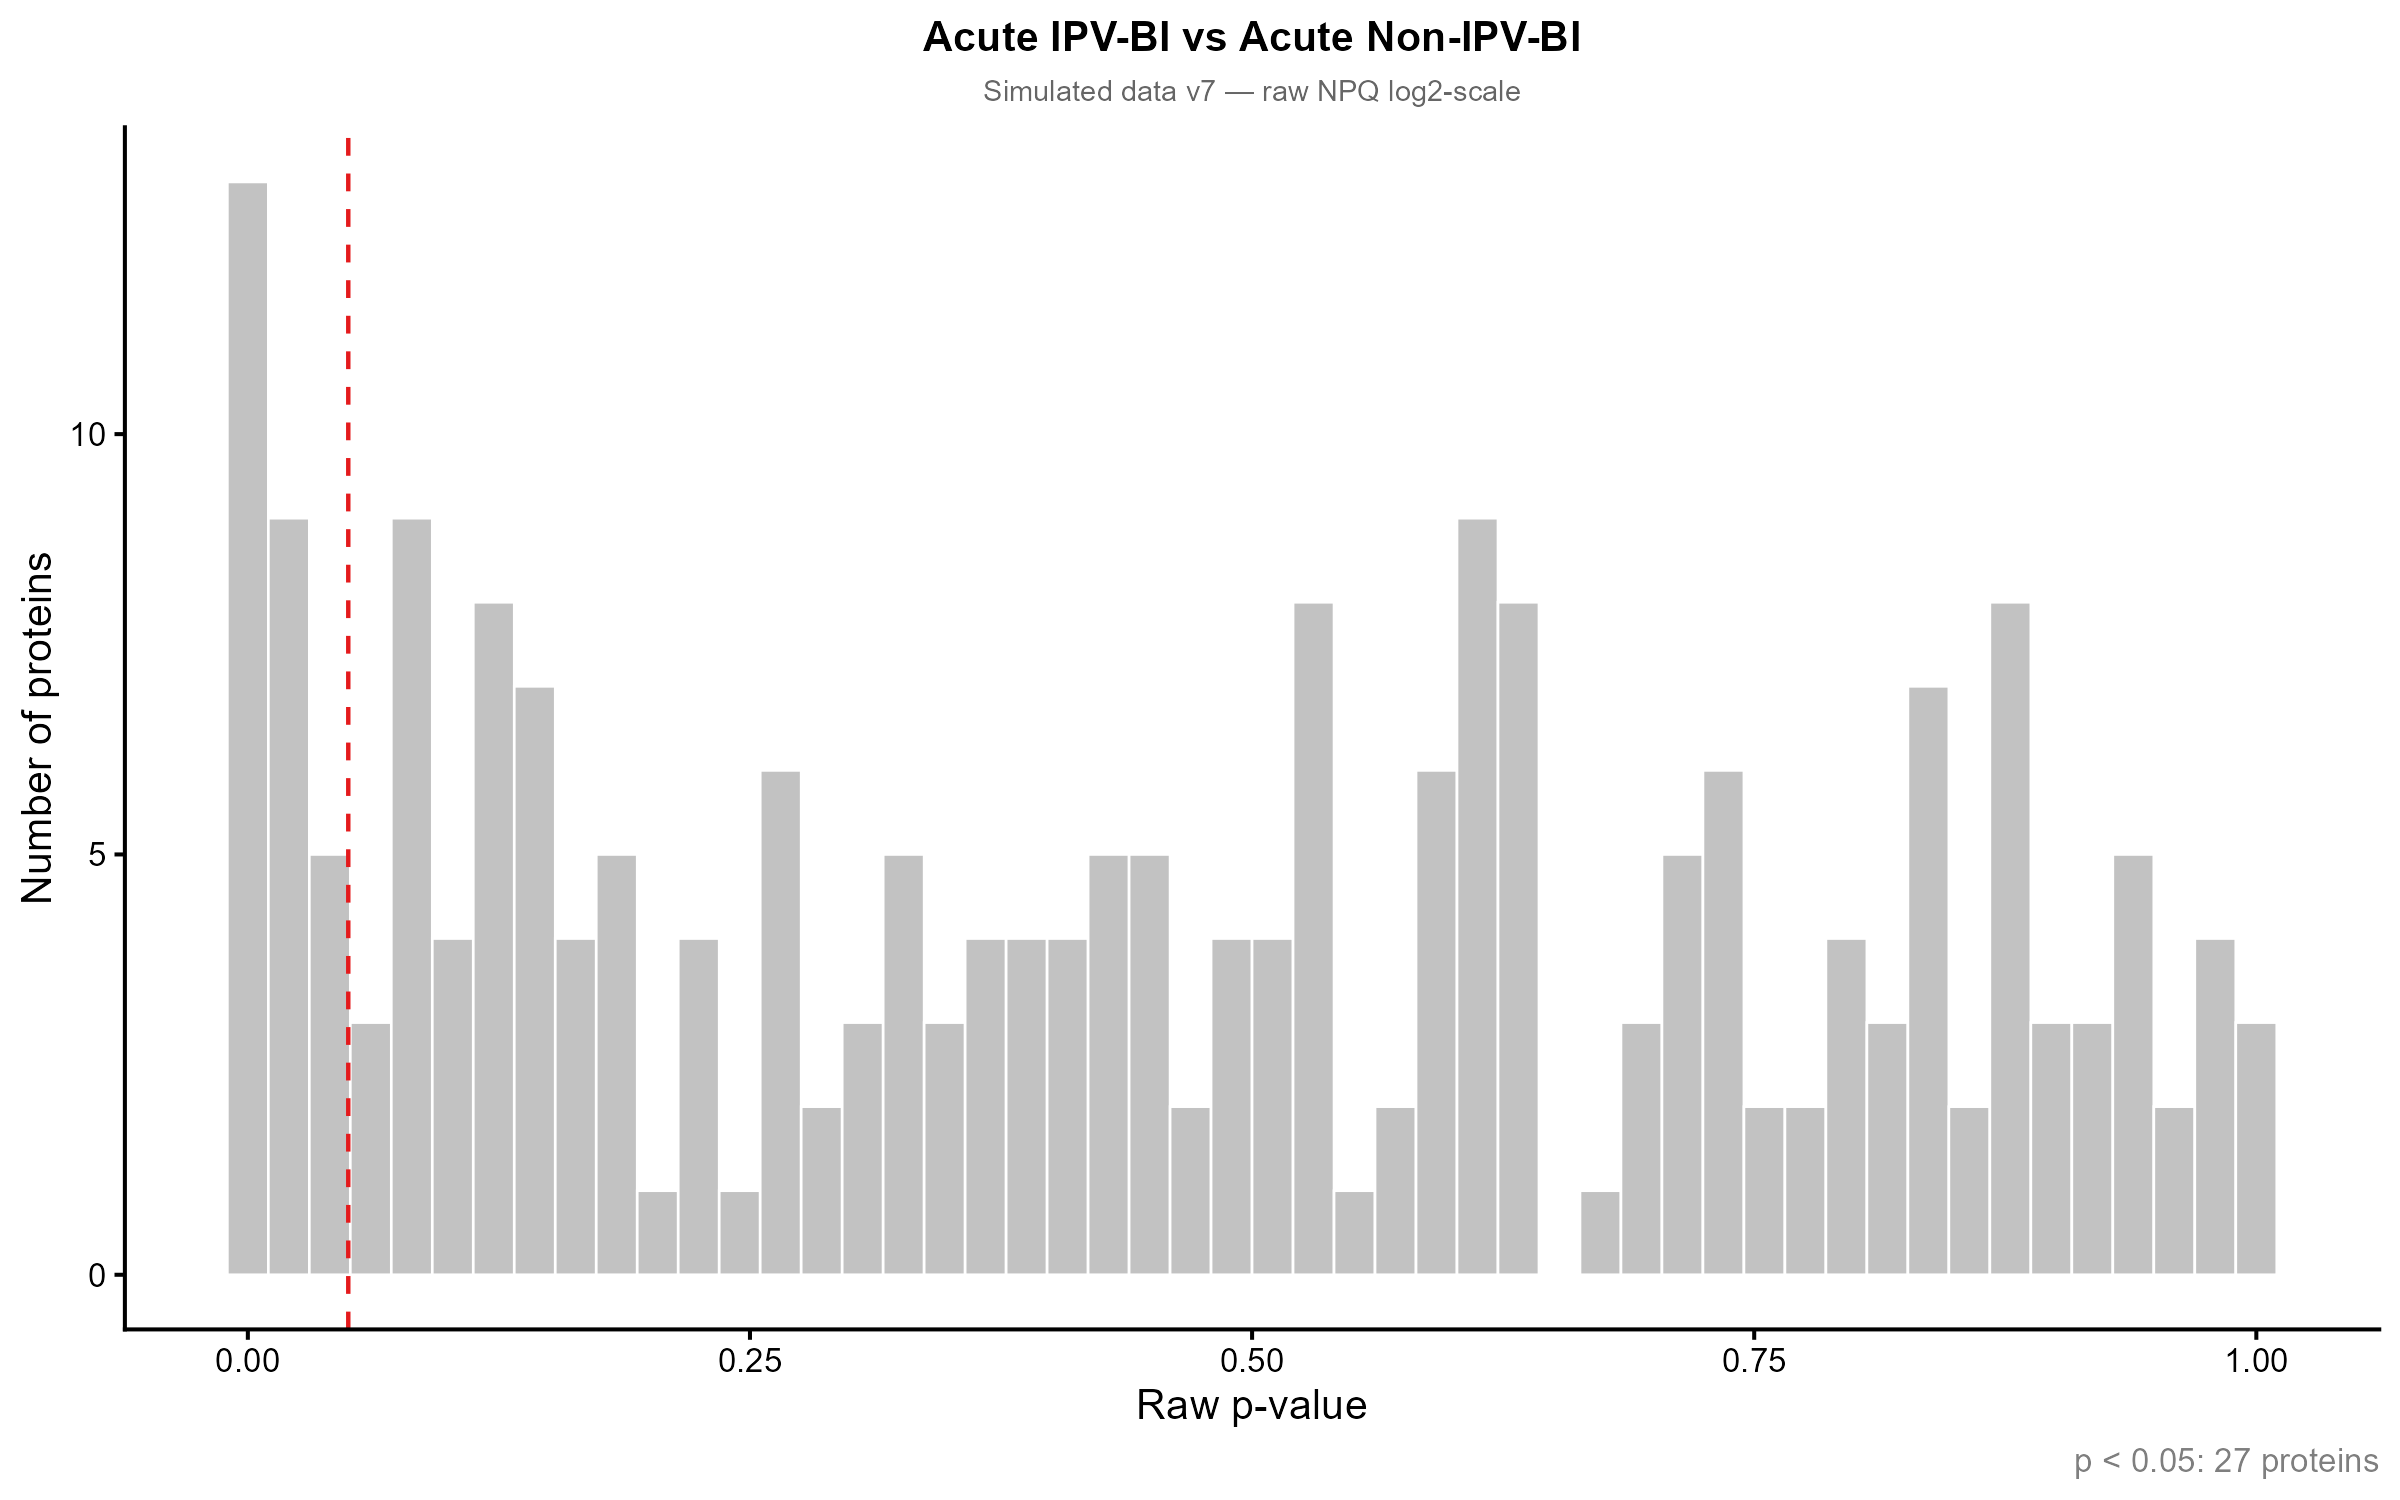 Acute IPV-BI vs Acute Non-IPV-BI
Simulated data v7 — raw NPQ log2-scale
Number of proteins
10
5
0
0.00 0.25 0.50 0.75 1.00
Raw p-value
p < 0.05: 27 proteins